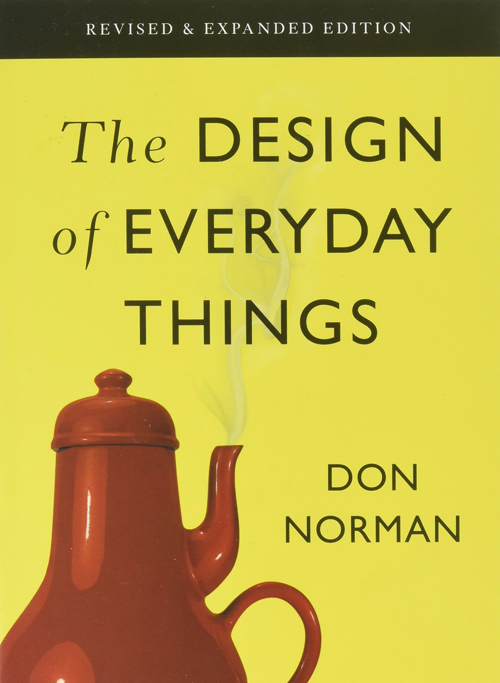 REVISED & EXPANDED EDITION
The DESIGN
of EVERYDAY
THINGS
DON
NORMAN